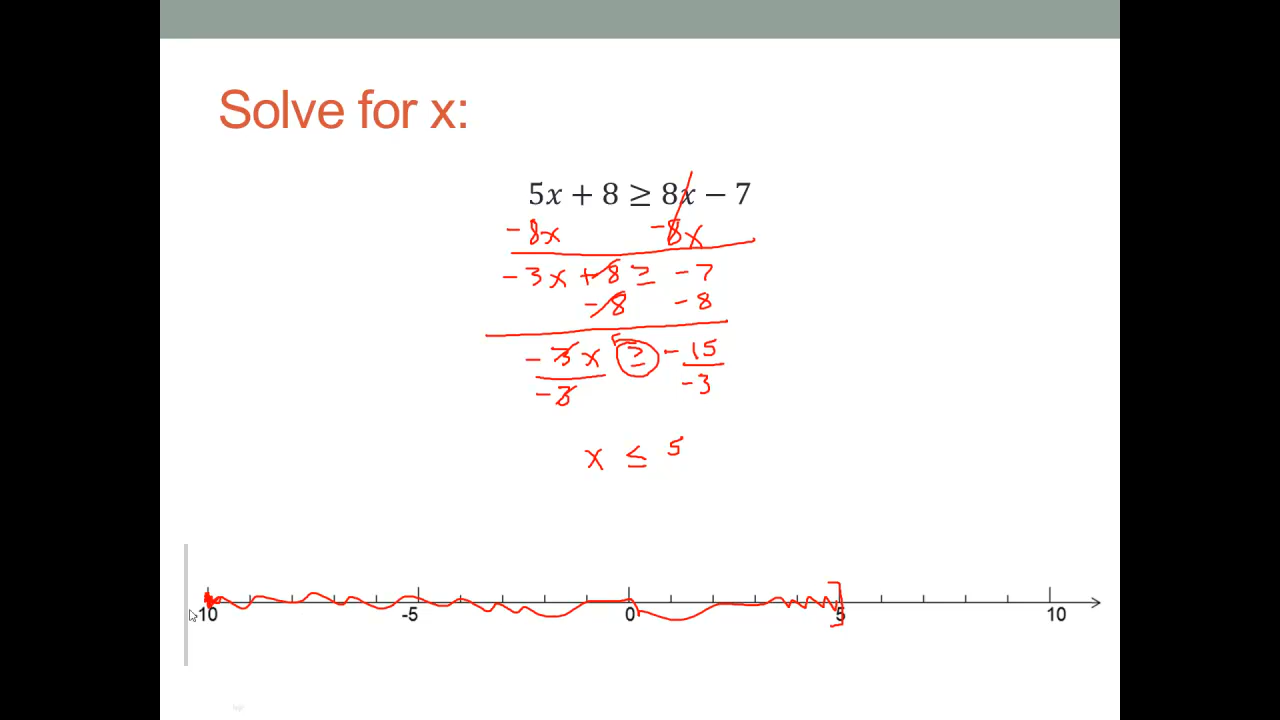 Solve for x:
5x + 8 ≥ 8x − 7
-8x -8x
-3x +8 ≥ -7
-8 -8
-3x ≥ -15
-3 -3
x ≤ 5
]
-10 -5 0 5 10